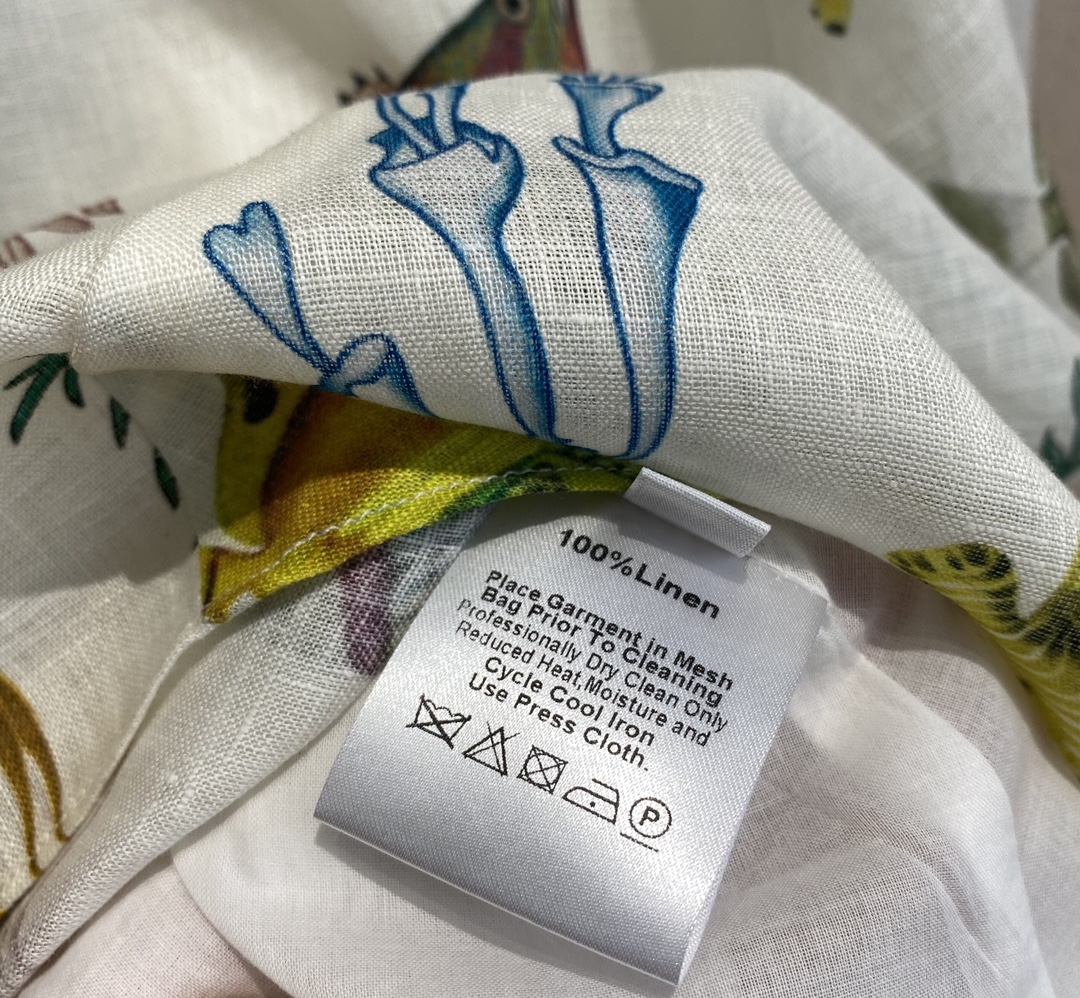 100%Linen
Place Garment in Mesh
Bag Prior To Cleaning
Professionally Dry Clean Only
Reduced Heat,Moisture and
Cycle Cool Iron
Use Press Cloth.
P